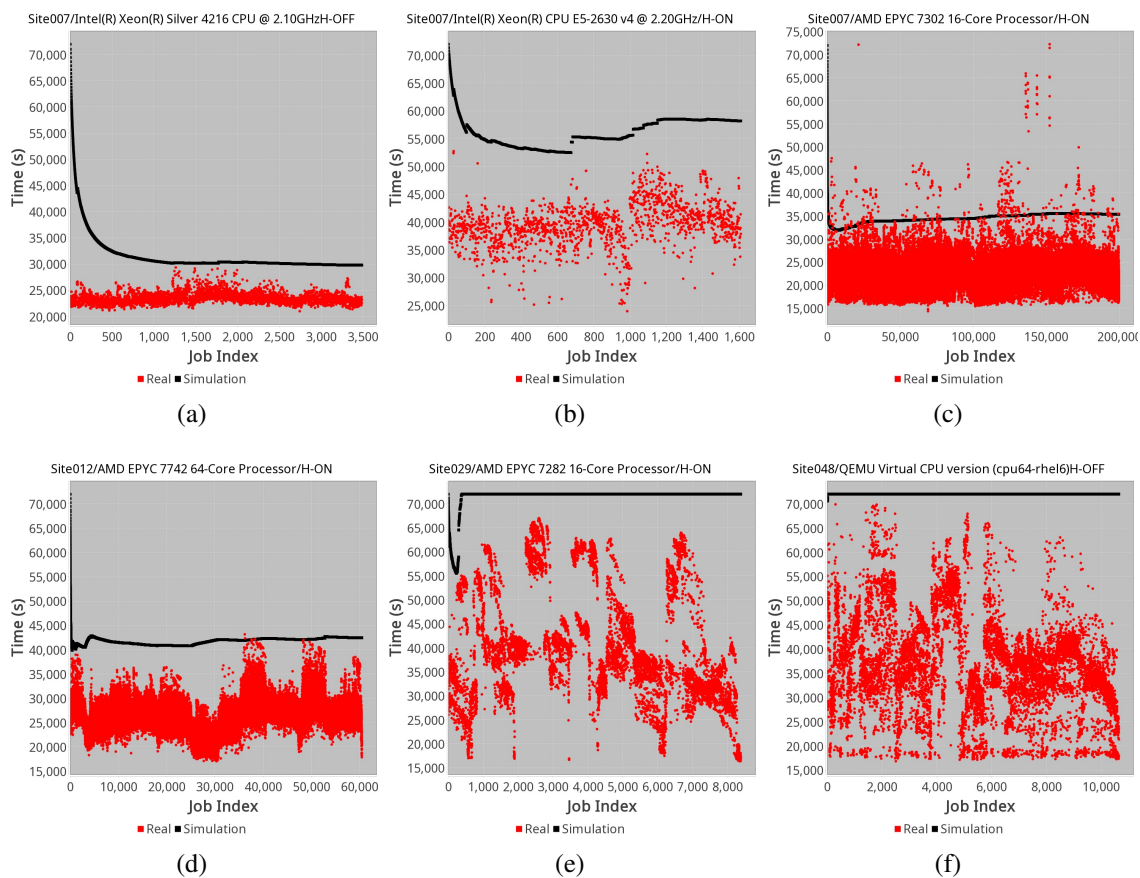 Site007/Intel(R) Xeon(R) Silver 4216 CPU @ 2.10GHzH-OFF
Time (s)
70,000
65,000
60,000
55,000
50,000
45,000
40,000
35,000
30,000
25,000
20,000
0 500 1,000 1,500 2,000 2,500 3,000 3,500
Job Index
Real Simulation
(a)
Site007/Intel(R) Xeon(R) CPU E5-2630 v4 @ 2.20GHz/H-ON
Time (s)
70,000
65,000
60,000
55,000
50,000
45,000
40,000
35,000
30,000
25,000
0 200 400 600 800 1,000 1,200 1,400 1,600
Job Index
Real Simulation
(b)
Site007/AMD EPYC 7302 16-Core Processor/H-ON
Time (s)
75,000
70,000
65,000
60,000
55,000
50,000
45,000
40,000
35,000
30,000
25,000
20,000
15,000
0 50,000 100,000 150,000 200,000
Job Index
Real Simulation
(c)
Site012/AMD EPYC 7742 64-Core Processor/H-ON
Time (s)
70,000
65,000
60,000
55,000
50,000
45,000
40,000
35,000
30,000
25,000
20,000
15,000
0 10,000 20,000 30,000 40,000 50,000 60,000
Job Index
Real Simulation
(d)
Site029/AMD EPYC 7282 16-Core Processor/H-ON
Time (s)
70,000
65,000
60,000
55,000
50,000
45,000
40,000
35,000
30,000
25,000
20,000
15,000
0 1,000 2,000 3,000 4,000 5,000 6,000 7,000 8,000
Job Index
Real Simulation
(e)
Site048/QEMU Virtual CPU version (cpu64-rhel6)H-OFF
Time (s)
70,000
65,000
60,000
55,000
50,000
45,000
40,000
35,000
30,000
25,000
20,000
15,000
0 2,000 4,000 6,000 8,000 10,000
Job Index
Real Simulation
(f)